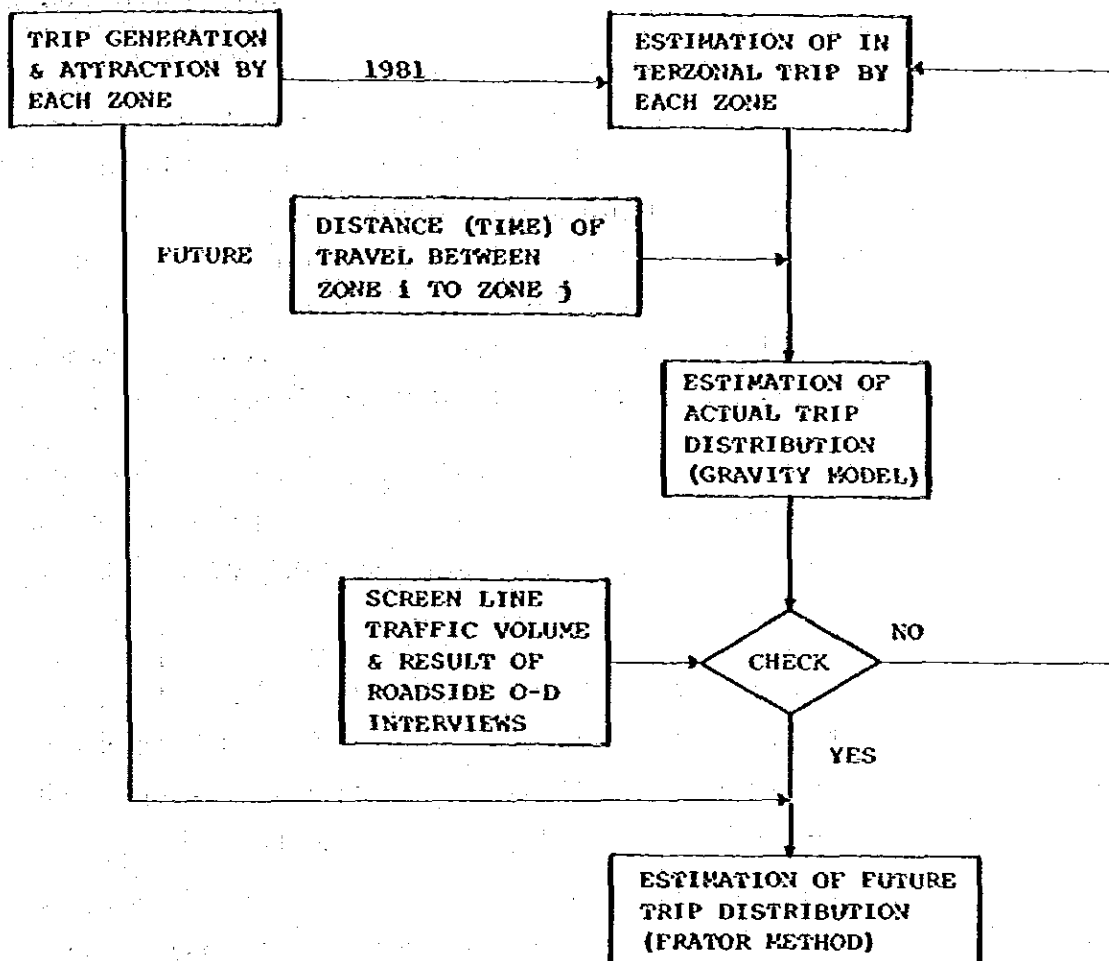 TRIP GENERATION
& ATTRACTION BY
EACH ZONE
1981
ESTIMATION OF IN
TERZONAL TRIP BY
EACH ZONE
FUTURE
DISTANCE (TIME) OF
TRAVEL BETWEEN
ZONE i TO ZONE j
ESTIMATION OF
ACTUAL TRIP
DISTRIBUTION
(GRAVITY MODEL)
SCREEN LINE
TRAFFIC VOLUME
& RESULT OF
ROADSIDE O-D
INTERVIEWS
CHECK
NO
YES
ESTIMATION OF FUTURE
TRIP DISTRIBUTION
(FRATOR METHOD)